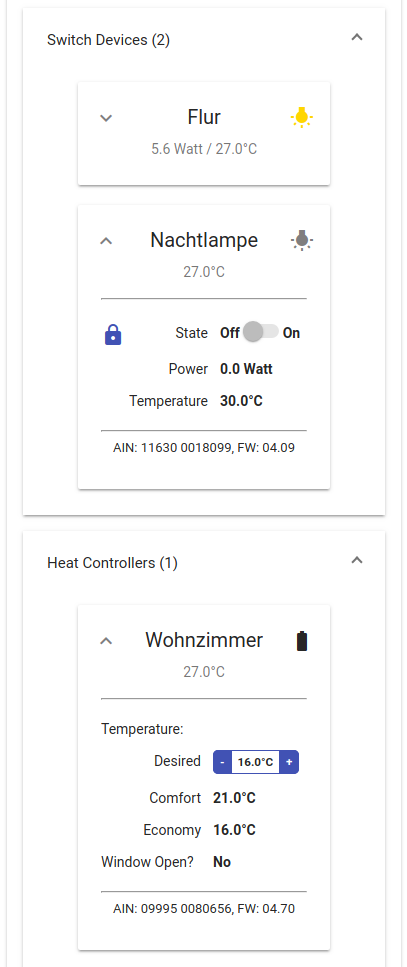 Switch Devices (2)
Flur
5.6 Watt / 27.0°C
Nachtlampe
27.0°C
State Off On
Power 0.0 Watt
Temperature 30.0°C
AIN: 11630 0018099, FW: 04.09
Heat Controllers (1)
Wohnzimmer
27.0°C
Temperature:
Desired - 16.0°C +
Comfort 21.0°C
Economy 16.0°C
Window Open? No
AIN: 09995 0080656, FW: 04.70